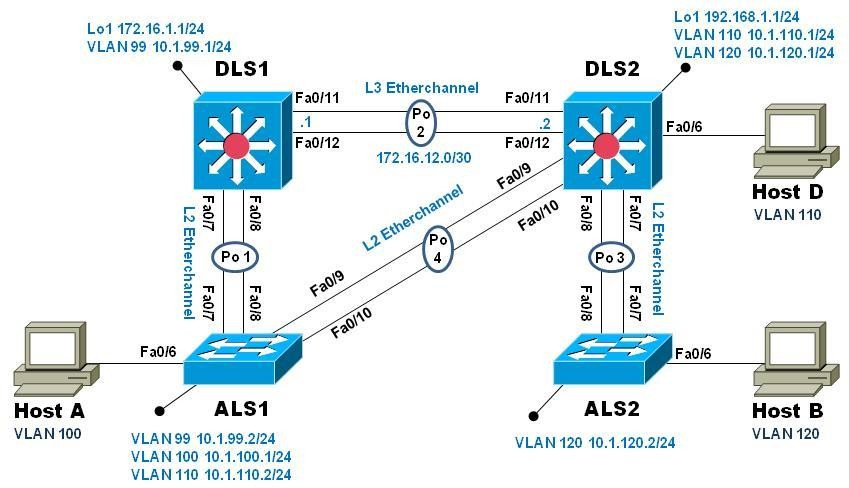 Lo1 172.16.1.1/24
VLAN 99 10.1.99.1/24
Lo1 192.168.1.1/24
VLAN 110 10.1.110.1/24
VLAN 120 10.1.120.1/24
DLS1
DLS2
L3 Etherchannel
Fa0/11
Fa0/11
Po
2
.1
.2
Fa0/12
Fa0/12
172.16.12.0/30
Fa0/6
Host D
VLAN 110
Fa0/7
Fa0/8
L2 Etherchannel
Po 1
Fa0/7
Fa0/8
Fa0/9
Fa0/10
L2 Etherchannel
Po
4
Fa0/9
Fa0/10
Fa0/8
Fa0/7
L2 Etherchannel
Po 3
Fa0/8
Fa0/7
Fa0/6
Host A
VLAN 100
ALS1
VLAN 99 10.1.99.2/24
VLAN 100 10.1.100.1/24
VLAN 110 10.1.110.2/24
ALS2
VLAN 120 10.1.120.2/24
Fa0/6
Host B
VLAN 120